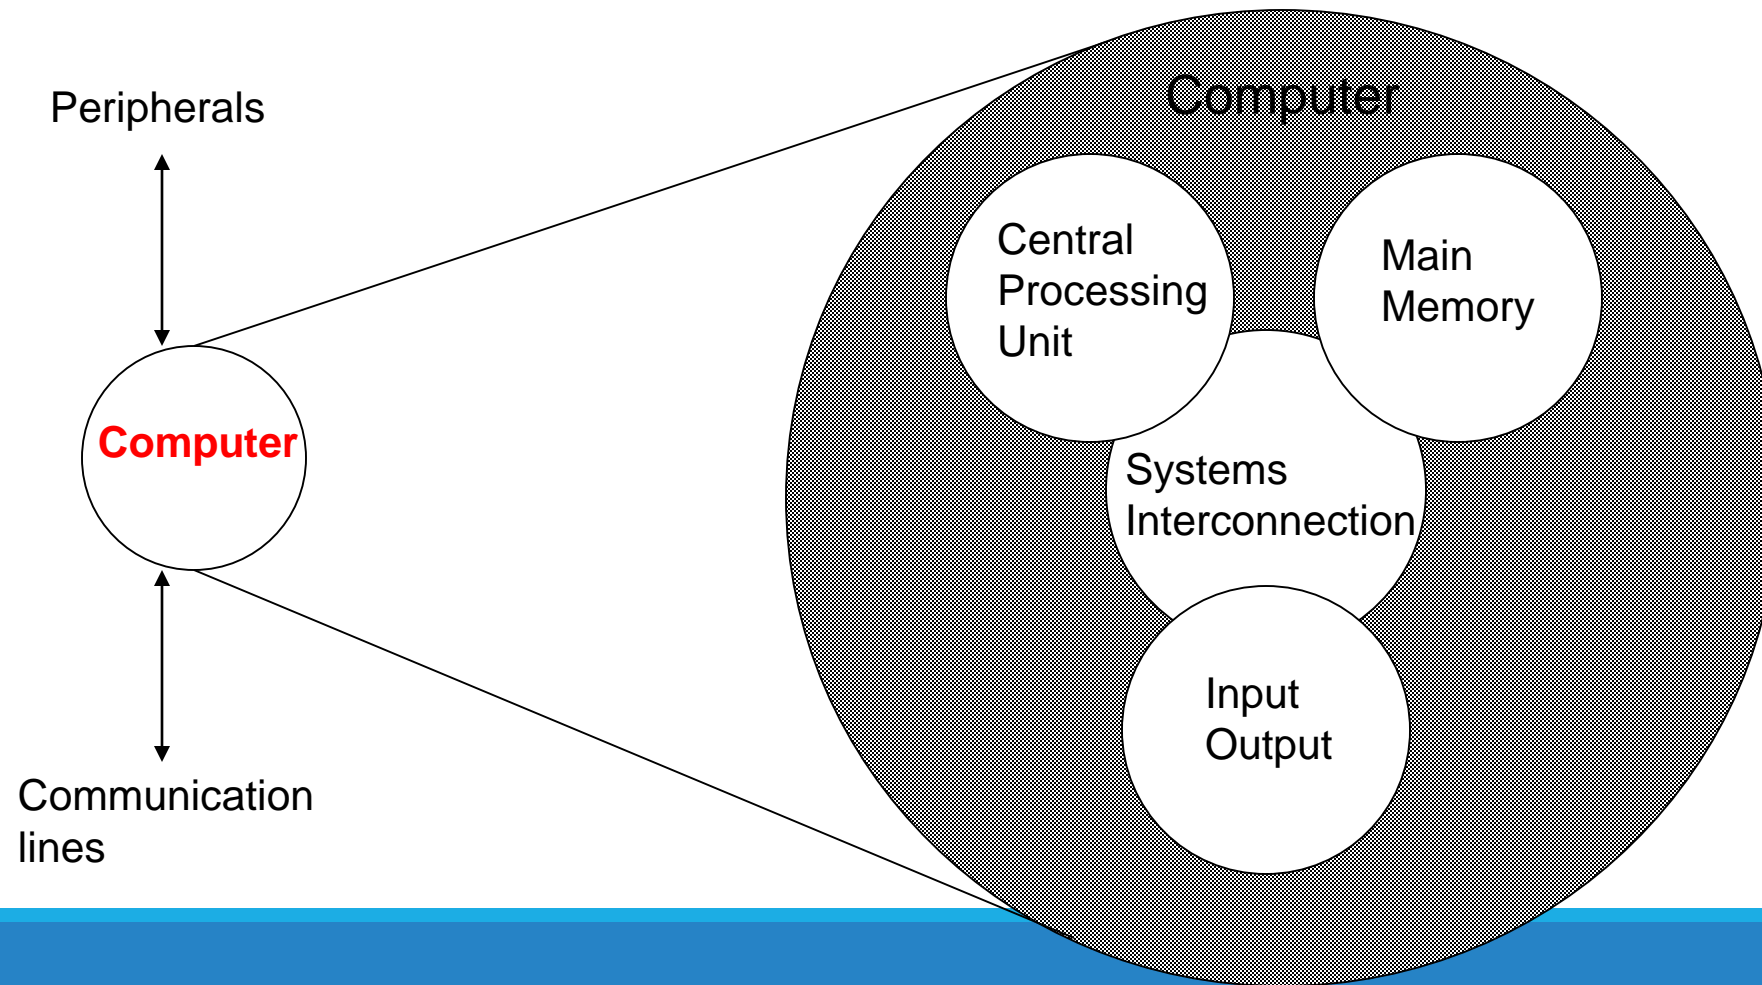 Peripherals
Computer
Communication
lines
Computer
Central
Processing
Unit
Main
Memory
Systems
Interconnection
Input
Output